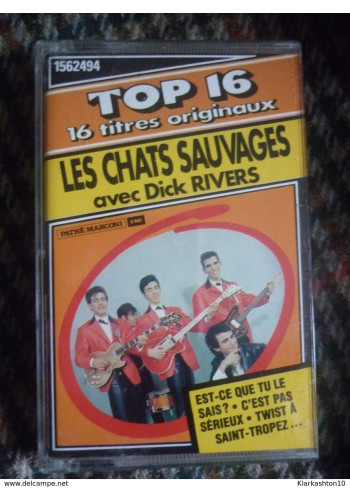 1562494
TOP 16
16 titres originaux
LES CHATS SAUVAGES
avec Dick RIVERS
PATHÉ MARCONI EMI
EST-CE QUE TU LE
SAIS? • C'EST PAS
SÉRIEUX • TWIST À
SAINT-TROPEZ...
delcampe.net
Klarkashton10